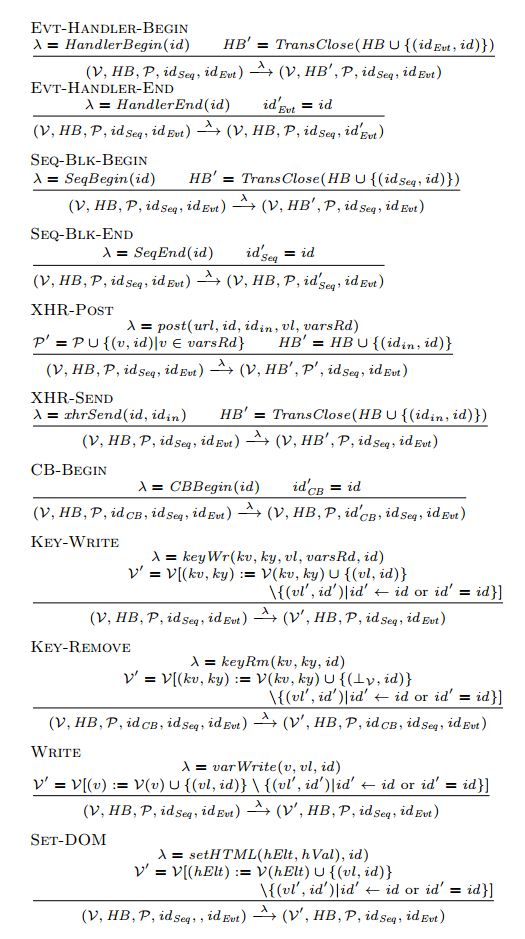 EVT-HANDLER-BEGIN
λ = HandlerBegin(id) HB′ = TransClose(HB ∪ {(id_Evt, id)})
(𝒱, HB, 𝒫, id_Seq, id_Evt) —λ→ (𝒱, HB′, 𝒫, id_Seq, id_Evt)
EVT-HANDLER-END
λ = HandlerEnd(id) id′_Evt = id
(𝒱, HB, 𝒫, id_Seq, id_Evt) —λ→ (𝒱, HB, 𝒫, id_Seq, id′_Evt)
SEQ-BLK-BEGIN
λ = SeqBegin(id) HB′ = TransClose(HB ∪ {(id_Seq, id)})
(𝒱, HB, 𝒫, id_Seq, id_Evt) —λ→ (𝒱, HB′, 𝒫, id_Seq, id_Evt)
SEQ-BLK-END
λ = SeqEnd(id) id′_Seq = id
(𝒱, HB, 𝒫, id_Seq, id_Evt) —λ→ (𝒱, HB, 𝒫, id′_Seq, id_Evt)
XHR-POST
λ = post(url, id, id_in, vl, varsRd)
𝒫′ = 𝒫 ∪ {(v, id)|v ∈ varsRd} HB′ = HB ∪ {(id_in, id)}
(𝒱, HB, 𝒫, id_Seq, id_Evt) —λ→ (𝒱, HB′, 𝒫′, id_Seq, id_Evt)
XHR-SEND
λ = xhrSend(id, id_in) HB′ = TransClose(HB ∪ {(id_in, id)})
(𝒱, HB, 𝒫, id_Seq, id_Evt) —λ→ (𝒱, HB′, 𝒫, id_Seq, id_Evt)
CB-BEGIN
λ = CBBegin(id) id′_CB = id
(𝒱, HB, 𝒫, id_CB, id_Seq, id_Evt) —λ→ (𝒱, HB, 𝒫, id′_CB, id_Seq, id_Evt)
KEY-WRITE
λ = keyWr(kv, ky, vl, varsRd, id)
𝒱′ = 𝒱[(kv, ky) := 𝒱(kv, ky) ∪ {(vl, id)}
\{(vl′, id′)|id′ ← id or id′ = id}]
(𝒱, HB, 𝒫, id_Seq, id_Evt) —λ→ (𝒱′, HB, 𝒫, id_Seq, id_Evt)
KEY-REMOVE
λ = keyRm(kv, ky, id)
𝒱′ = 𝒱[(kv, ky) := 𝒱(kv, ky) ∪ {(⊥_𝒱, id)}
\{(vl′, id′)|id′ ← id or id′ = id}]
(𝒱, HB, 𝒫, id_CB, id_Seq, id_Evt) —λ→ (𝒱′, HB, 𝒫, id_CB, id_Seq, id_Evt)
WRITE
λ = varWrite(v, vl, id)
𝒱′ = 𝒱[(v) := 𝒱(v) ∪ {(vl, id)} \ {(vl′, id′)|id′ ← id or id′ = id}]
(𝒱, HB, 𝒫, id_Seq, id_Evt) —λ→ (𝒱′, HB, 𝒫, id_Seq, id_Evt)
SET-DOM
λ = setHTML(hElt, hVal), id)
𝒱′ = 𝒱[(hElt) := 𝒱(hElt) ∪ {(vl, id)}
\{(vl′, id′)|id′ ← id or id′ = id}]
(𝒱, HB, 𝒫, id_Seq, , id_Evt) —λ→ (𝒱′, HB, 𝒫, id_Seq, id_Evt)